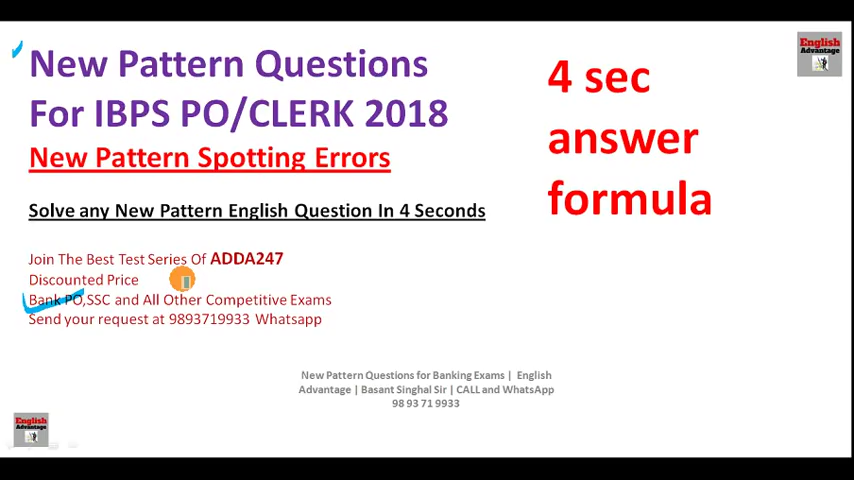 New Pattern Questions
For IBPS PO/CLERK 2018
New Pattern Spotting Errors
Solve any New Pattern English Question In 4 Seconds
Join The Best Test Series Of ADDA247
Discounted Price
Bank PO,SSC and All Other Competitive Exams
Send your request at 9893719933 Whatsapp
4 sec
answer
formula
English
Advantage
New Pattern Questions for Banking Exams | English
Advantage | Basant Singhal Sir | CALL and WhatsApp
98 93 71 9933
English
Advantage